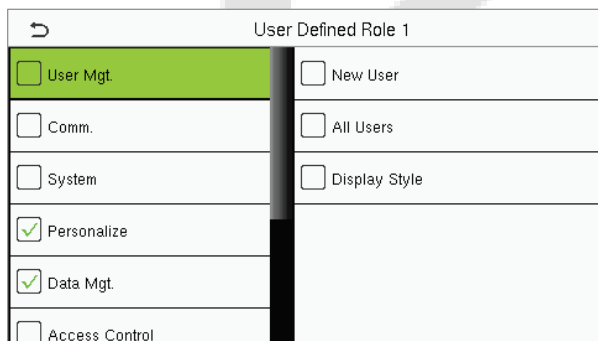 User Defined Role 1
User Mgt.
Comm.
System
Personalize
Data Mgt.
Access Control
New User
All Users
Display Style